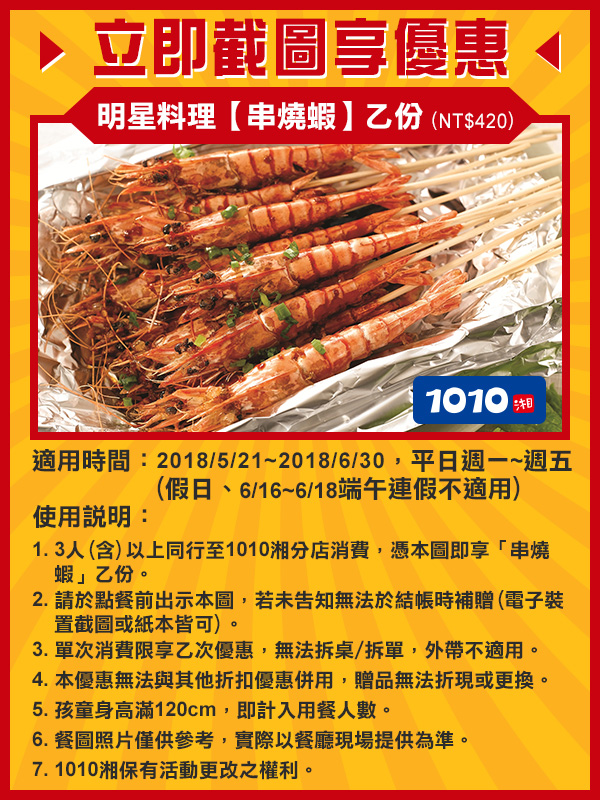 立即截圖享優惠
明星料理【串燒蝦】乙份 (NT$420)
1010湘
適用時間：2018/5/21~2018/6/30，平日週一~週五
(假日、6/16~6/18端午連假不適用)
使用說明：
1. 3人(含)以上同行至1010湘分店消費，憑本圖即享「串燒
蝦」乙份。
2. 請於點餐前出示本圖，若未告知無法於結帳時補贈(電子裝
置截圖或紙本皆可)。
3. 單次消費限享乙次優惠，無法拆桌/拆單，外帶不適用。
4. 本優惠無法與其他折扣優惠併用，贈品無法折現或更換。
5. 孩童身高滿120cm，即計入用餐人數。
6. 餐圖照片僅供參考，實際以餐廳現場提供為準。
7. 1010湘保有活動更改之權利。